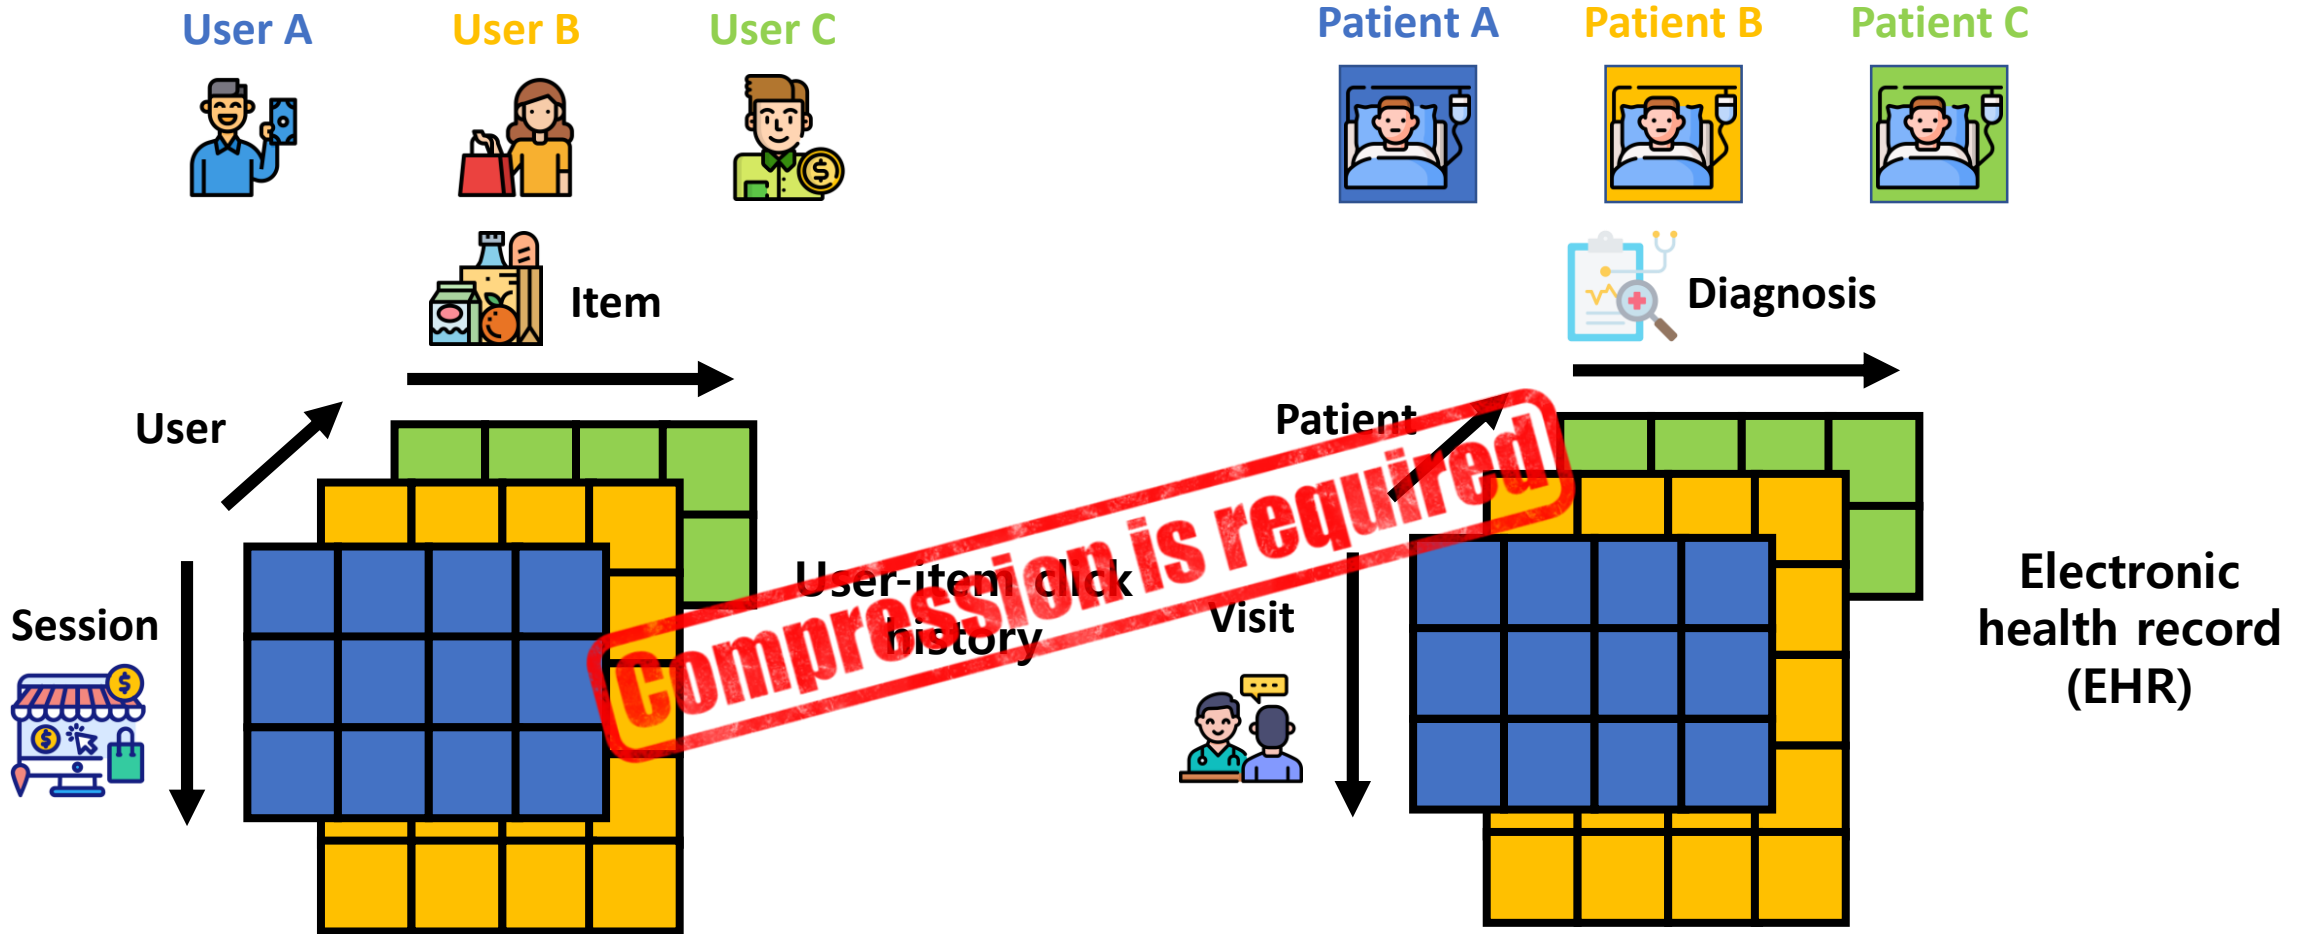 User A
User B
User C
Item
User
Session
User-item click
history
Patient A
Patient B
Patient C
Diagnosis
Patient
Visit
Electronic
health record
(EHR)
Compression is required